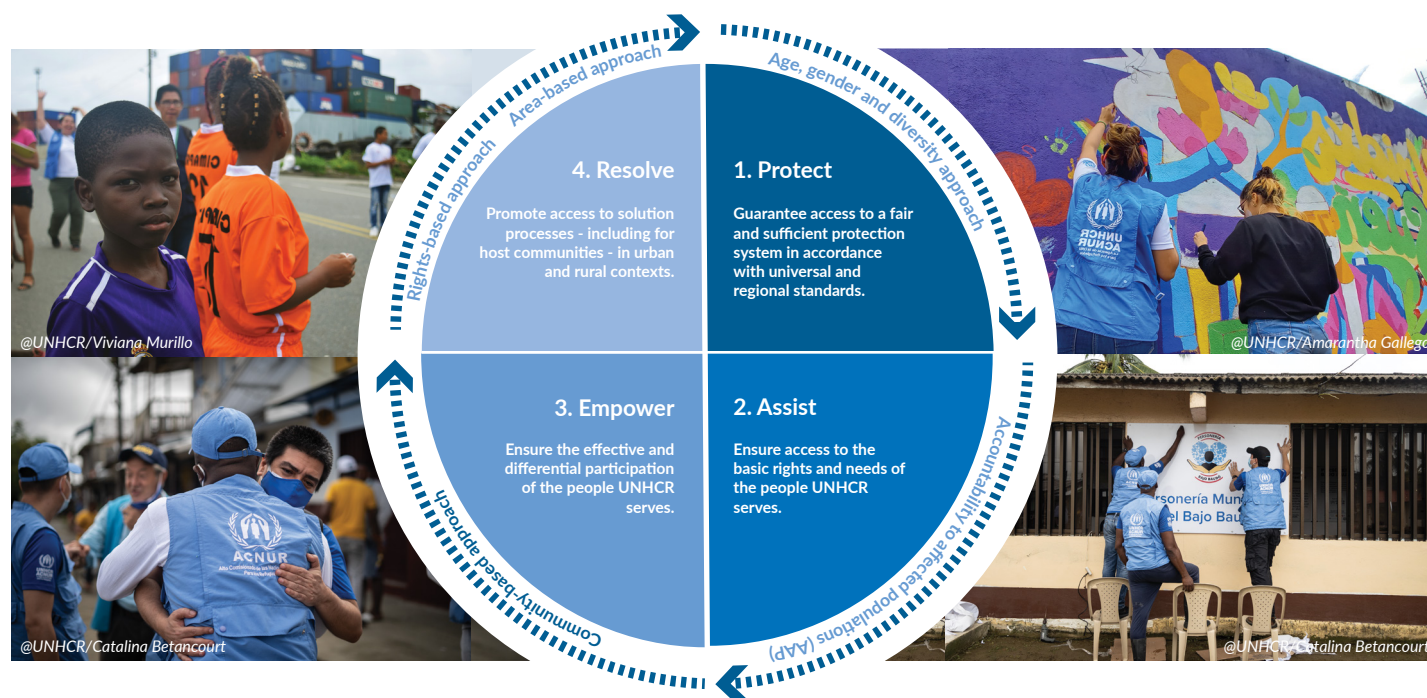 Area-based approach
Rights-based approach
Age, gender and diversity approach
4. Resolve
Promote access to solution
processes - including for
host communities - in urban
and rural contexts.
1. Protect
Guarantee access to a fair
and sufficient protection
system in accordance
with universal and
regional standards.
UNHCR
ACNUR
@UNHCR/Viviana Murillo
@UNHCR/Amarantha Gallego
3. Empower
Ensure the effective and
differential participation
of the people UNHCR
serves.
2. Assist
Ensure access to the
basic rights and needs of
the people UNHCR
serves.
Accountability to affected populations (AAP)
Community-based approach
ACNUR
UNHCR
ACNUR
el Bajo
@UNHCR/Catalina Betancourt
@UNHCR/Catalina Betancourt